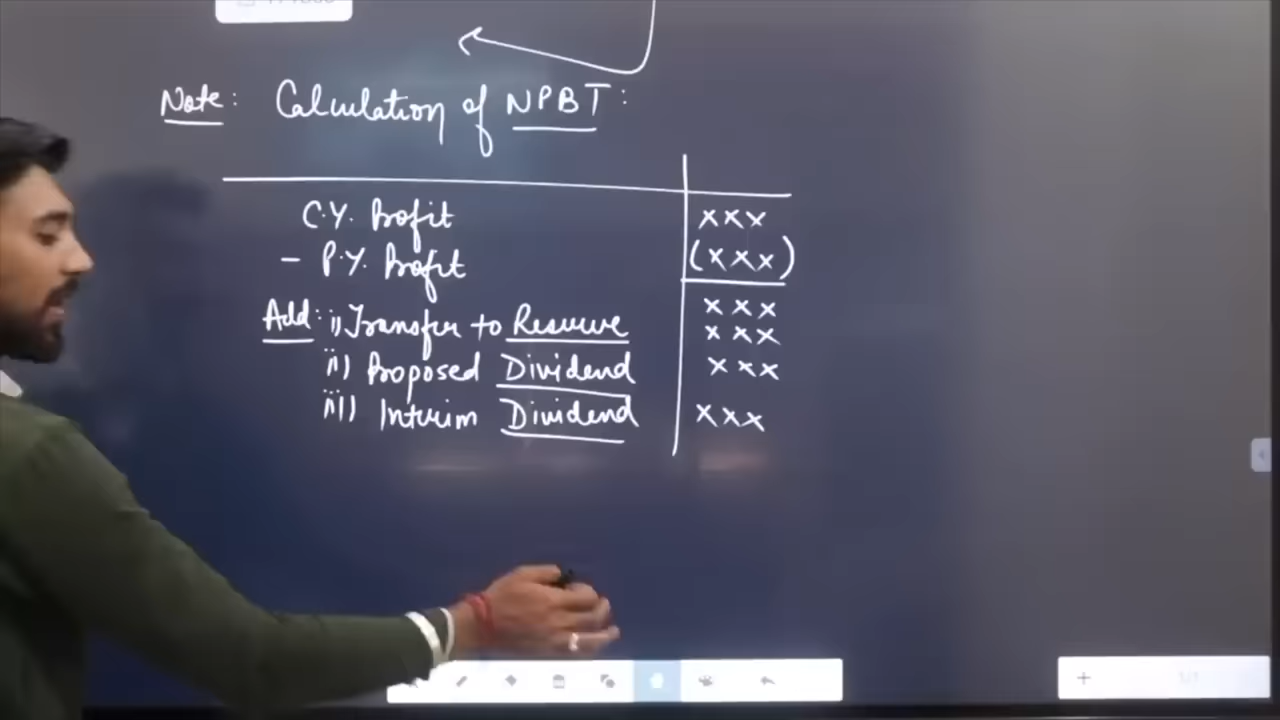 Note: Calculation of NPBT:
C.Y. Profit xxx
- P.Y. Profit (xxx)
xxx
Add: i) Transfer to Reserve xxx
ii) Proposed Dividend xxx
iii) Interim Dividend xxx